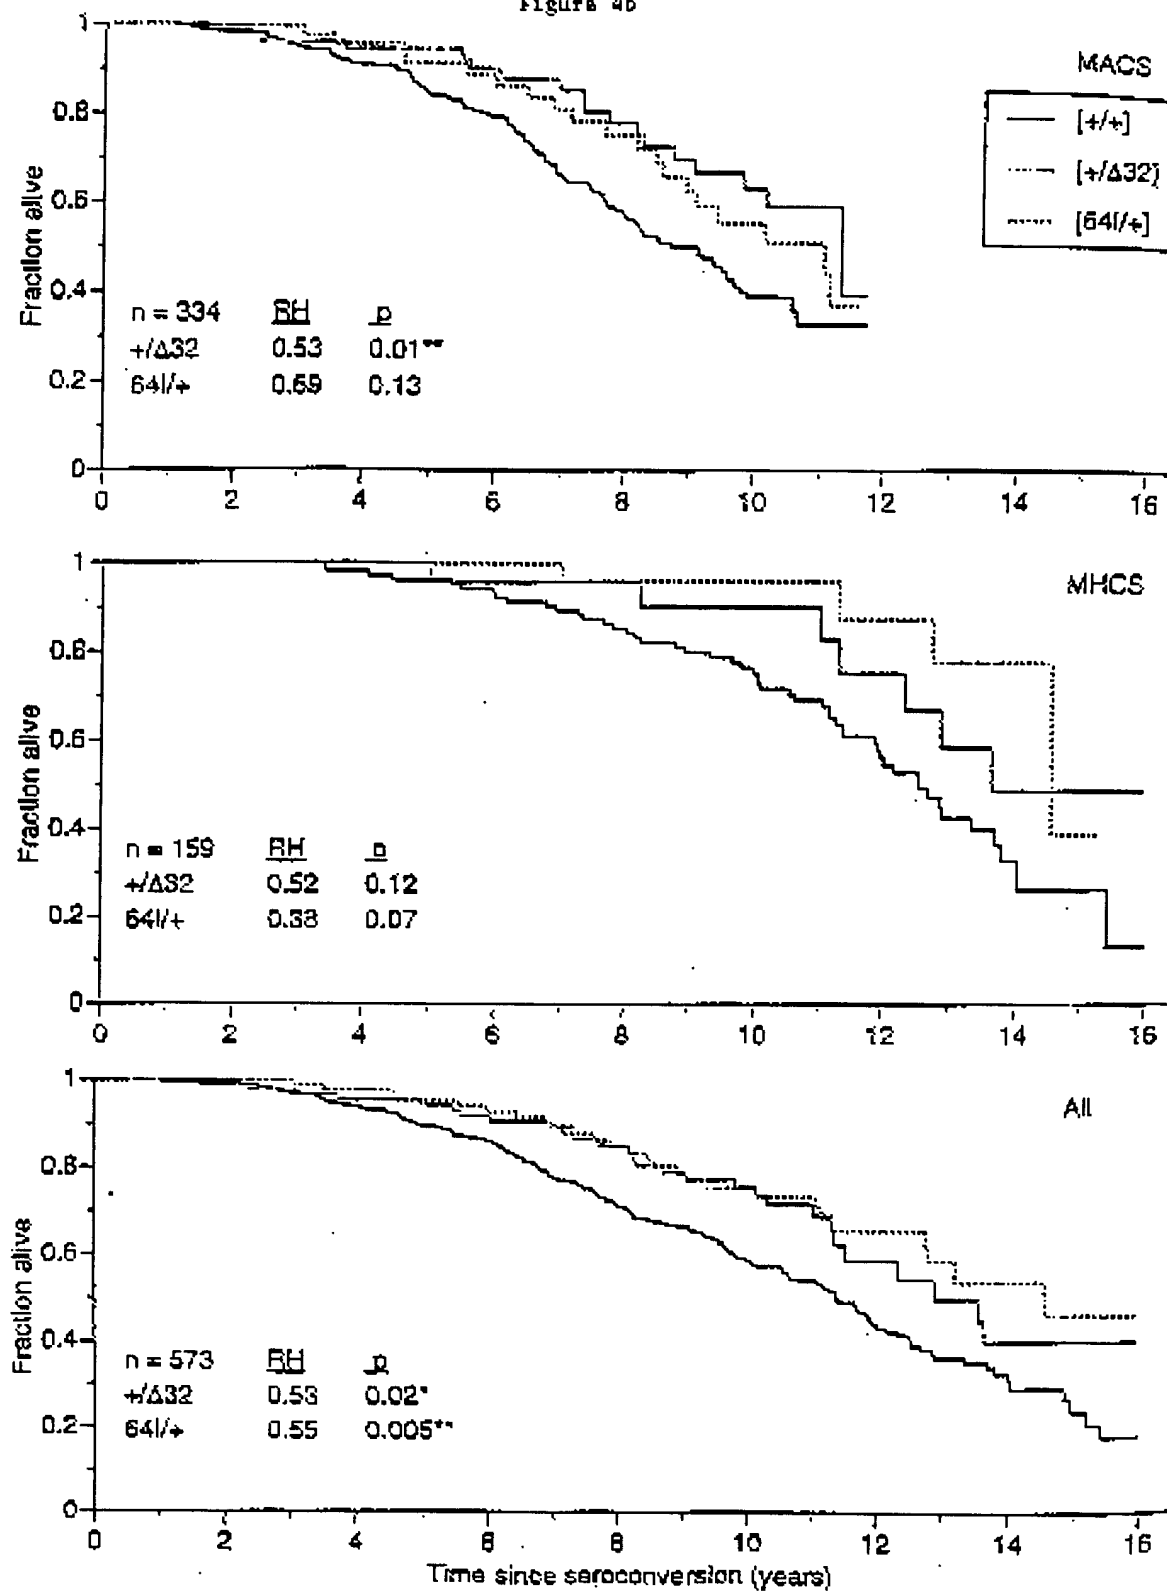 Figure 4b
MACS
[+/+]
[+/Δ32]
[64I/+]
Fraction alive
1
0.8
0.6
0.4
0.2
0
n = 334 RH p
+/Δ32 0.53 0.01**
64I/+ 0.69 0.13
0 2 4 6 8 10 12 14 16
MHCS
Fraction alive
1
0.8
0.6
0.4
0.2
0
n = 159 RH p
+/Δ32 0.52 0.12
64I/+ 0.38 0.07
0 2 4 6 8 10 12 14 16
All
Fraction alive
1
0.8
0.6
0.4
0.2
0
n = 573 RH p
+/Δ32 0.58 0.02*
64I/+ 0.55 0.005**
0 2 4 6 8 10 12 14 16
Time since seroconversion (years)